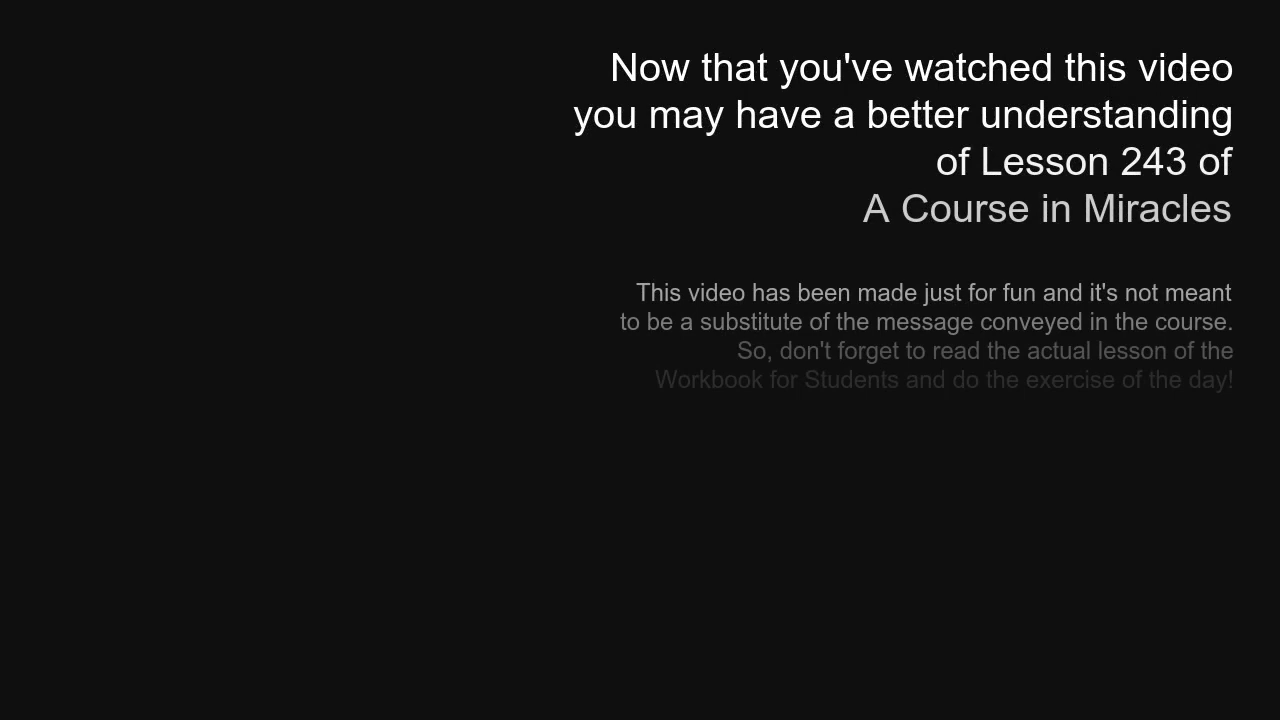 Now that you've watched this video
you may have a better understanding
of Lesson 243 of
A Course in Miracles
This video has been made just for fun and it's not meant
to be a substitute of the message conveyed in the course.
So, don't forget to read the actual lesson of the
Workbook for Students and do the exercise of the day!